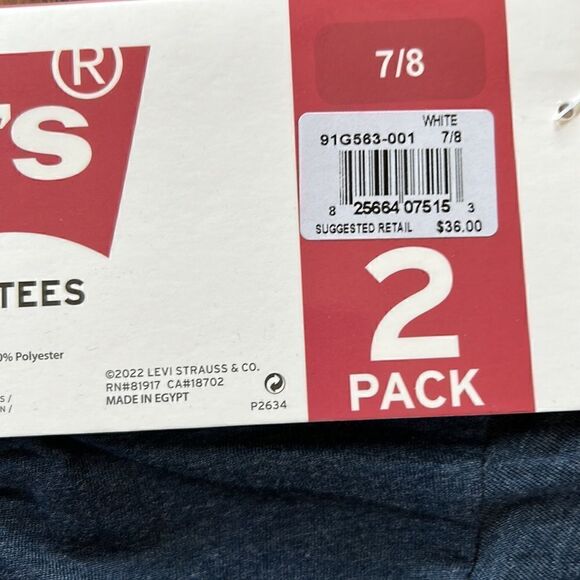 ®
's
TEES
0% Polyester
S /
N /
©2022 LEVI STRAUSS & CO.
RN#81917 CA#18702
MADE IN EGYPT
P2634
7/8
WHITE
91G563-001 7/8
8 25664 07515 3
SUGGESTED RETAIL $36.00
2
PACK